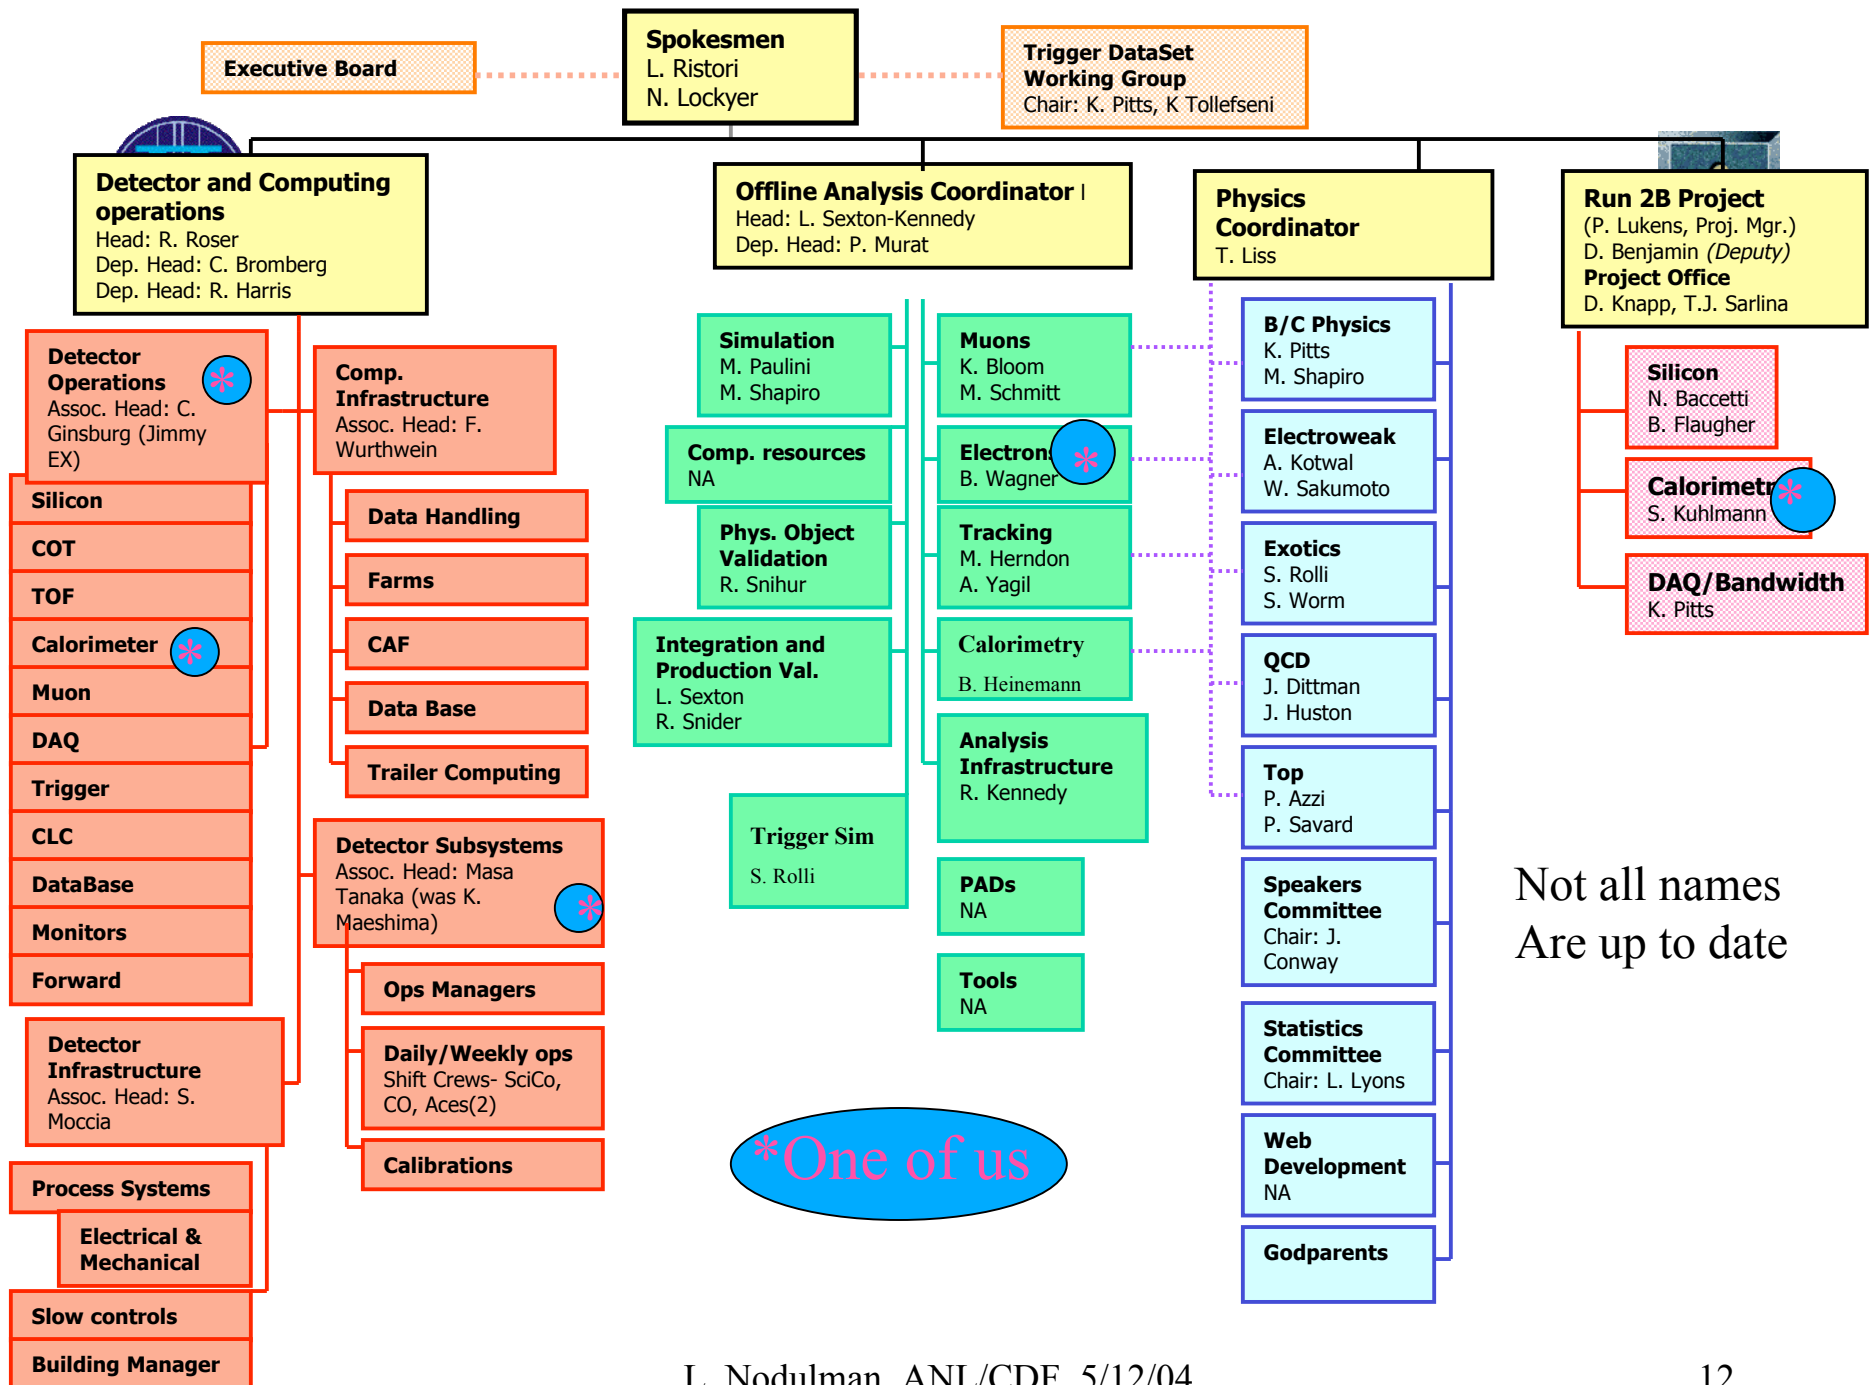 Executive Board
Spokesmen
L. Ristori
N. Lockyer
Trigger DataSet
Working Group
Chair: K. Pitts, K Tollefseni
Detector and Computing
operations
Head: R. Roser
Dep. Head: C. Bromberg
Dep. Head: R. Harris
Offline Analysis Coordinator l
Head: L. Sexton-Kennedy
Dep. Head: P. Murat
Physics
Coordinator
T. Liss
Run 2B Project
(P. Lukens, Proj. Mgr.)
D. Benjamin (Deputy)
Project Office
D. Knapp, T.J. Sarlina
Detector
Operations
Assoc. Head: C.
Ginsburg (Jimmy
EX)
*
Silicon
COT
TOF
Calorimeter
*
Muon
DAQ
Trigger
CLC
DataBase
Monitors
Forward
Detector
Infrastructure
Assoc. Head: S.
Moccia
Process Systems
Electrical &
Mechanical
Slow controls
Building Manager
Comp.
Infrastructure
Assoc. Head: F.
Wurthwein
Data Handling
Farms
CAF
Data Base
Trailer Computing
Detector Subsystems
Assoc. Head: Masa
Tanaka (was K.
Maeshima)
*
Ops Managers
Daily/Weekly ops
Shift Crews- SciCo,
CO, Aces(2)
Calibrations
Simulation
M. Paulini
M. Shapiro
Comp. resources
NA
Phys. Object
Validation
R. Snihur
Integration and
Production Val.
L. Sexton
R. Snider
Trigger Sim
S. Rolli
Muons
K. Bloom
M. Schmitt
Electrons
B. Wagner
*
Tracking
M. Herndon
A. Yagil
Calorimetry
B. Heinemann
Analysis
Infrastructure
R. Kennedy
PADs
NA
Tools
NA
B/C Physics
K. Pitts
M. Shapiro
Electroweak
A. Kotwal
W. Sakumoto
Exotics
S. Rolli
S. Worm
QCD
J. Dittman
J. Huston
Top
P. Azzi
P. Savard
Speakers
Committee
Chair: J.
Conway
Statistics
Committee
Chair: L. Lyons
Web
Development
NA
Godparents
Silicon
N. Baccetti
B. Flaugher
Calorimetr
S. Kuhlmann
*
DAQ/Bandwidth
K. Pitts
Not all names
Are up to date
*One of us
L. Nodulman ANL/CDF 5/12/04
12